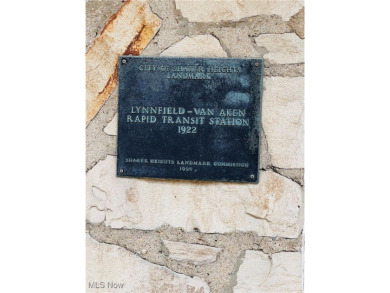 CITY OF SHAKER HEIGHTS
LANDMARK
LYNNFIELD-VAN AKEN
RAPID TRANSIT STATION
1922
SHAKER HEIGHTS LANDMARK COMMISSION
MLS Now